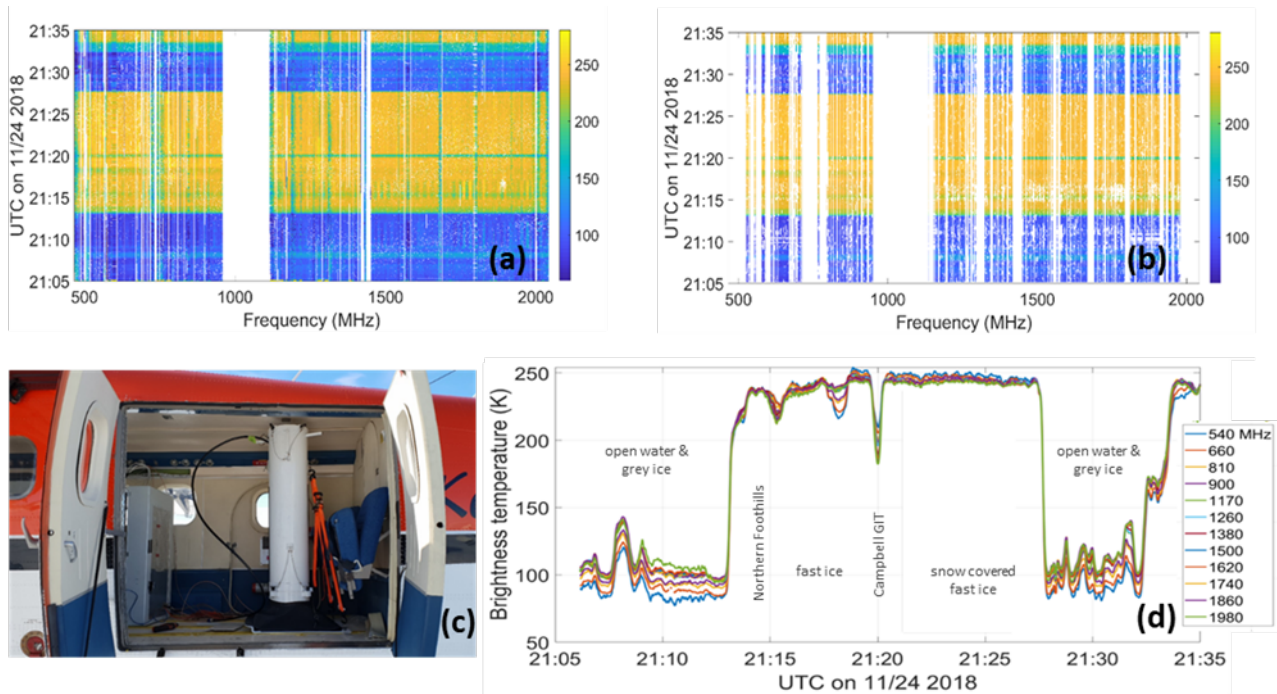 21:35
21:30
21:25
21:20
21:15
21:10
21:05
UTC on 11/24 2018
500 1000 1500 2000
Frequency (MHz)
250
200
150
100
(a)
21:35
21:30
21:25
21:20
21:15
21:10
21:05
UTC on 11/24 2018
500 1000 1500 2000
Frequency (MHz)
250
200
150
100
(b)
(c)
250
200
150
100
50
Brightness temperature (K)
open water &
grey ice
Northern Foothills
fast ice
Campbell GIT
snow covered
fast ice
open water &
grey ice
(d)
540 MHz
660
810
900
1170
1260
1380
1500
1620
1740
1860
1980
21:05 21:10 21:15 21:20 21:25 21:30 21:35
UTC on 11/24 2018